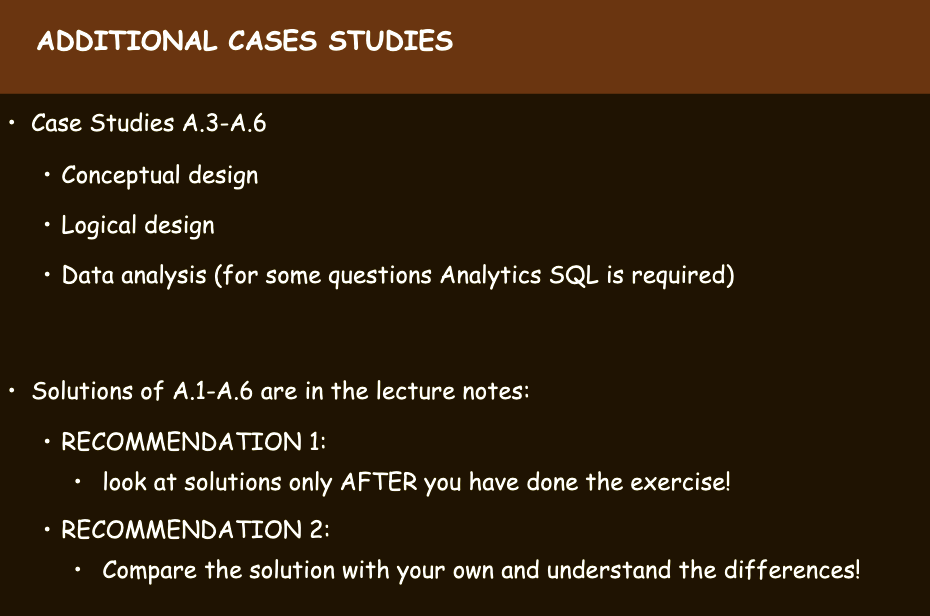 ADDITIONAL CASES STUDIES
• Case Studies A.3-A.6
• Conceptual design
• Logical design
• Data analysis (for some questions Analytics SQL is required)
• Solutions of A.1-A.6 are in the lecture notes:
• RECOMMENDATION 1:
• look at solutions only AFTER you have done the exercise!
• RECOMMENDATION 2:
• Compare the solution with your own and understand the differences!